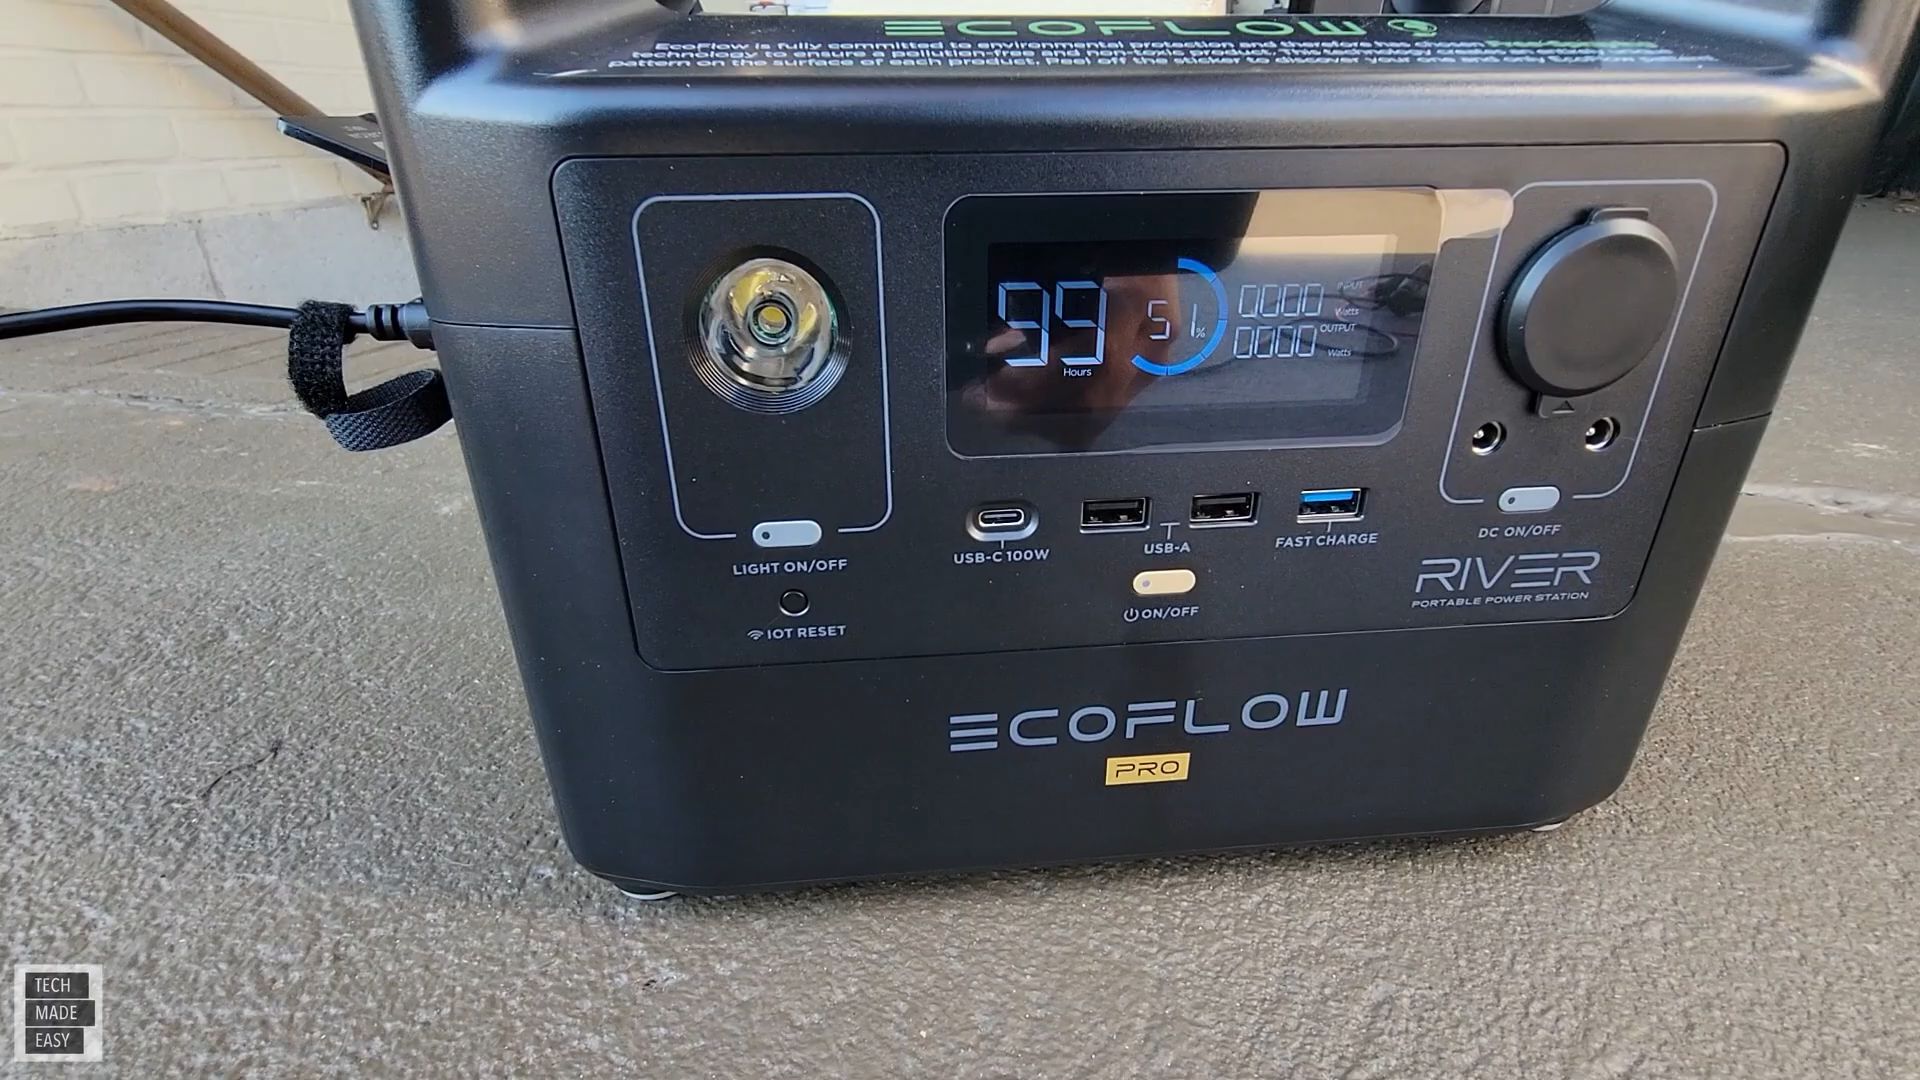 ECOFLOW
EcoFlow is fully committed to environmental protection and therefore has chosen
technology to ensure a pollution-free and non-toxic product.
pattern on the surface of each product. Peel off the sticker to discover your one and only EcoFlow
99
Hours
51%
0000 INPUT Watts
0000 OUTPUT Watts
LIGHT ON/OFF
IOT RESET
USB-C 100W
USB-A
FAST CHARGE
ON/OFF
DC ON/OFF
RIVER
PORTABLE POWER STATION
ECOFLOW
PRO
TECH
MADE
EASY